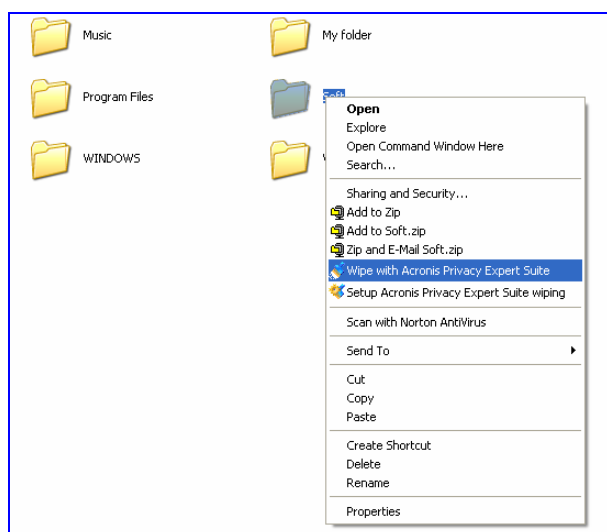 Music
My folder
Program Files
Soft
WINDOWS
Open
Explore
Open Command Window Here
Search...
Sharing and Security...
Add to Zip
Add to Soft.zip
Zip and E-Mail Soft.zip
Wipe with Acronis Privacy Expert Suite
Setup Acronis Privacy Expert Suite wiping
Scan with Norton AntiVirus
Send To
Cut
Copy
Paste
Create Shortcut
Delete
Rename
Properties